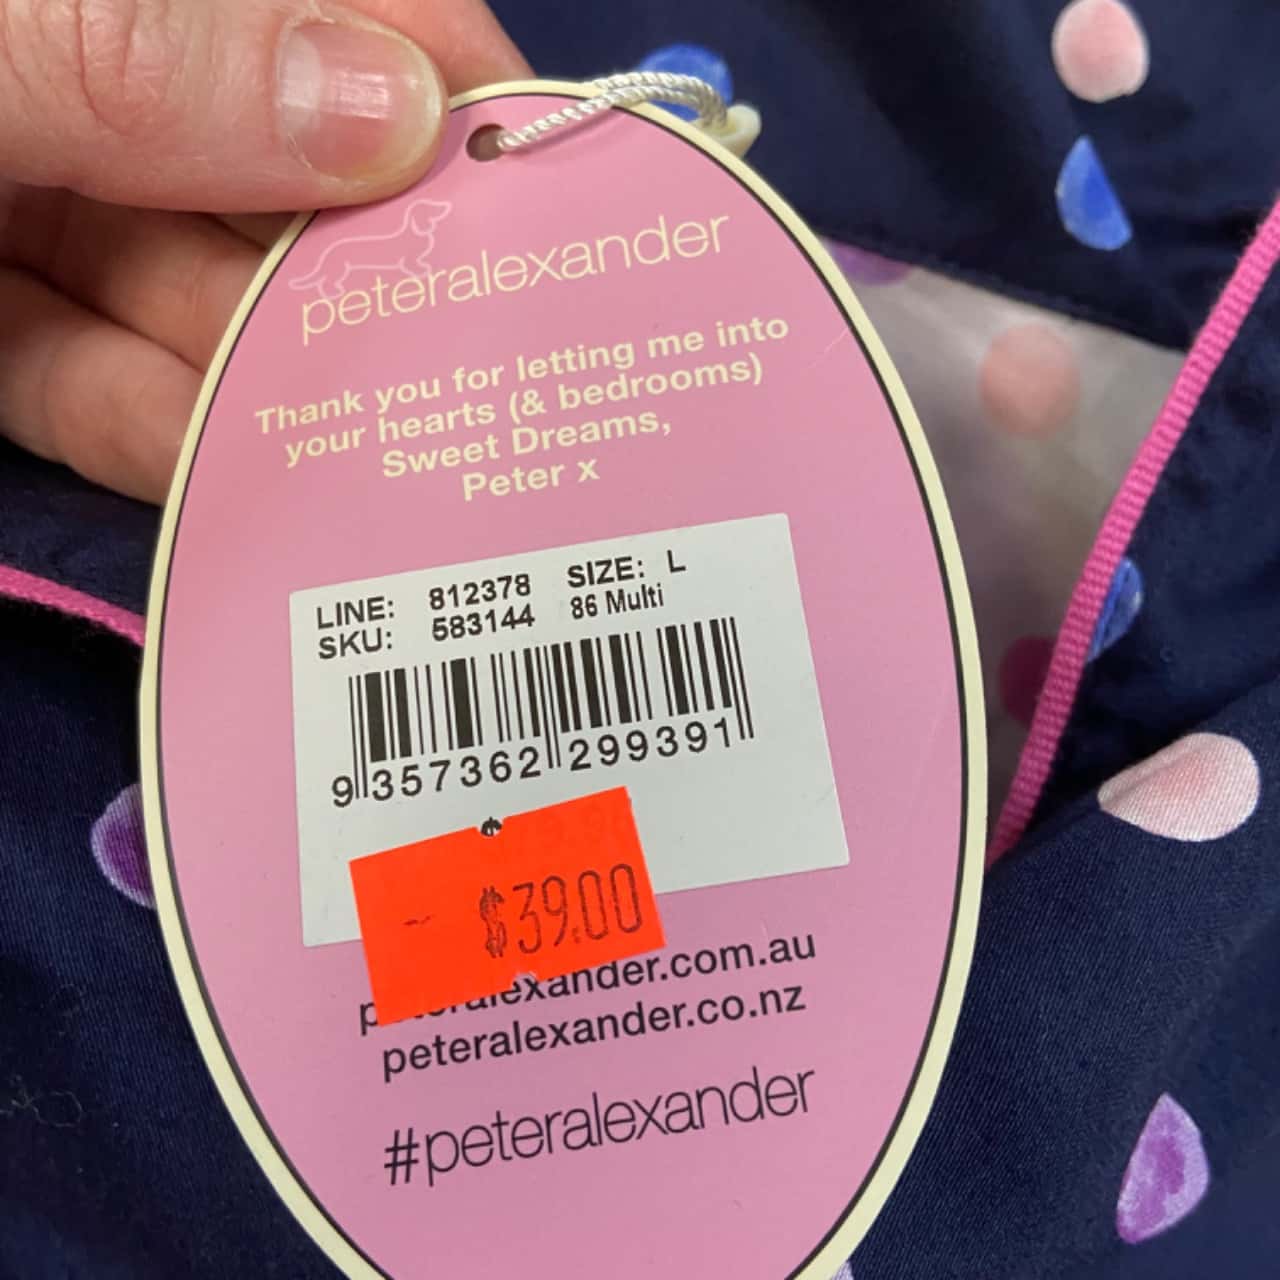 peteralexander
Thank you for letting me into
your hearts (& bedrooms)
Sweet Dreams,
Peter x
LINE: 812378 SIZE: L
SKU: 583144 86 Multi
9 357362 299391
$39.00
peteralexander.com.au
peteralexander.co.nz
#peteralexander